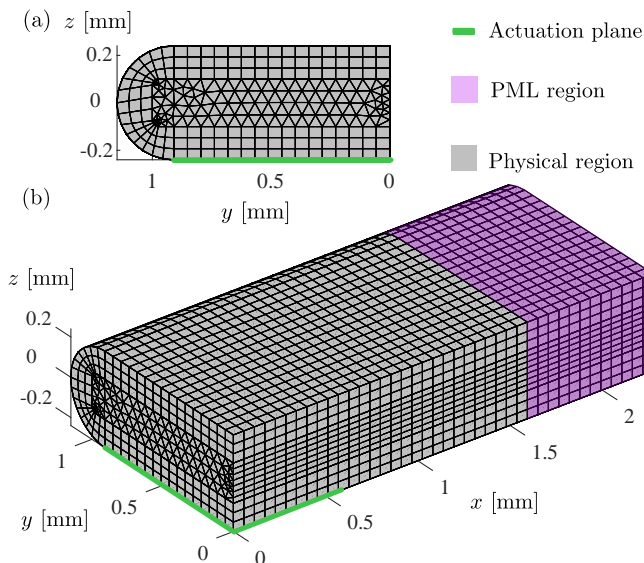 (a) z [mm]
0.2
0
-0.2
1 0.5 0
y [mm]
Actuation plane
PML region
Physical region
(b)
z [mm]
0.2
0
-0.2
1
0.5
0
y [mm]
0
0.5
1
1.5
2
x [mm]